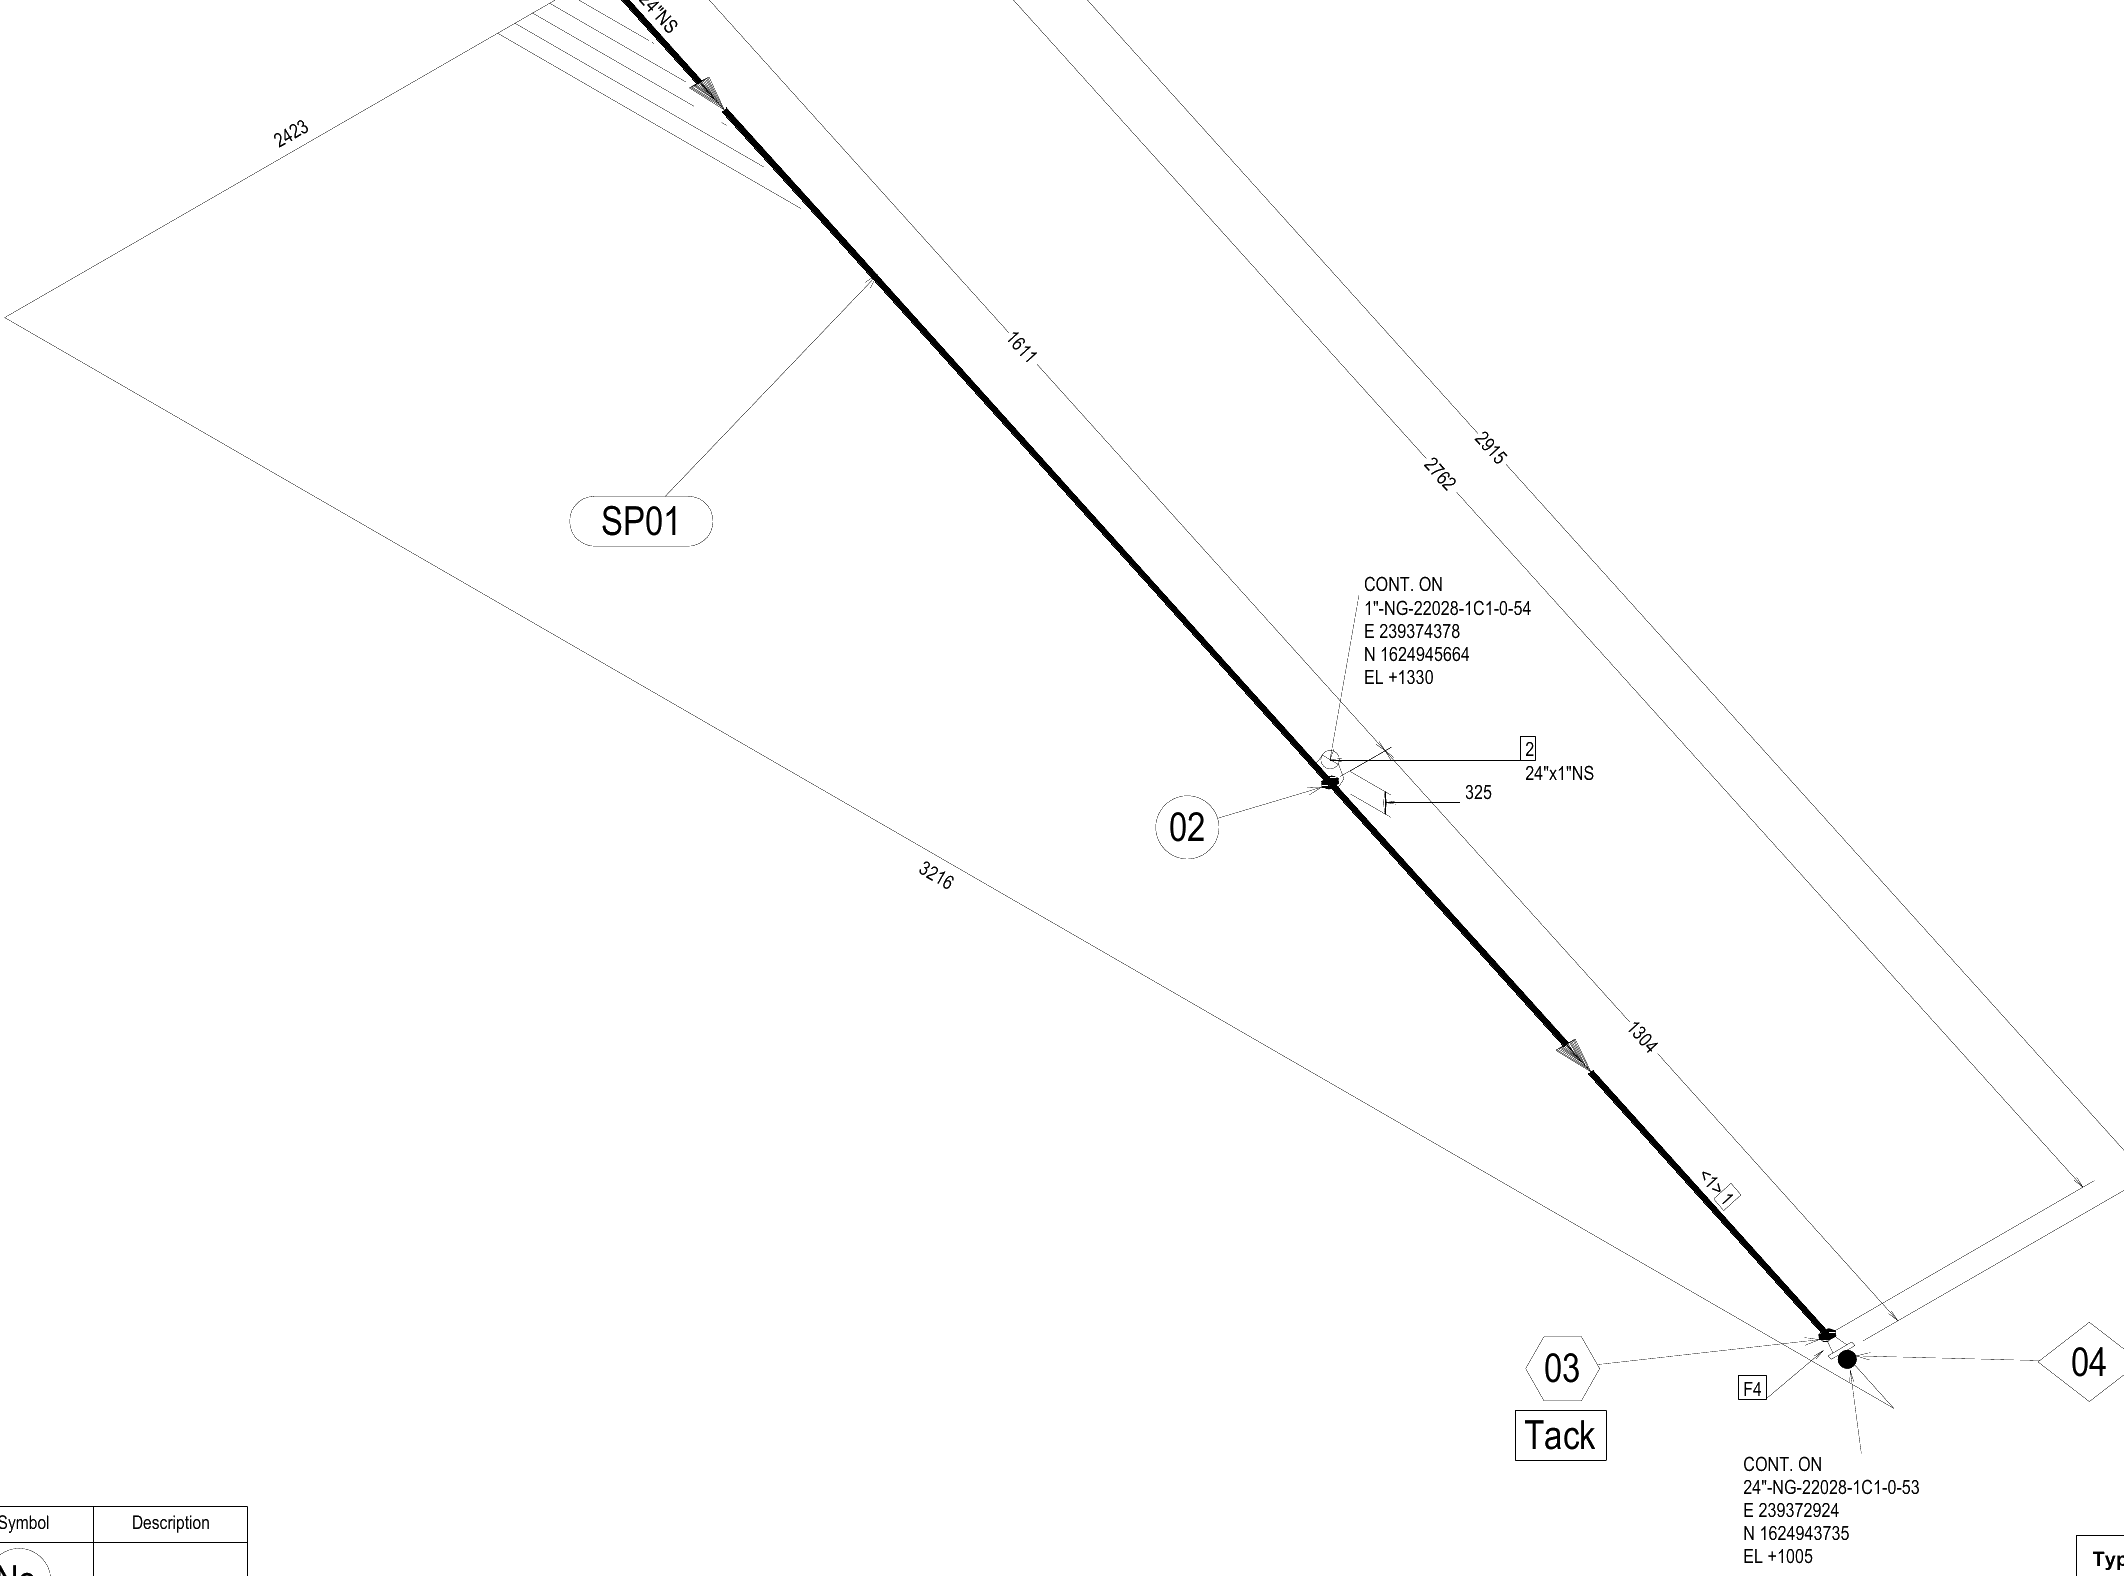 24"NS
2423
1611
2915
2762
SP01
CONT. ON
1"-NG-22028-1C1-0-54
E 239374378
N 1624945664
EL +1330
2
24"x1"NS
325
02
3216
1304
<1> 1
03
Tack
F4
04
CONT. ON
24"-NG-22028-1C1-0-53
E 239372924
N 1624943735
EL +1005
Symbol Description
Typ